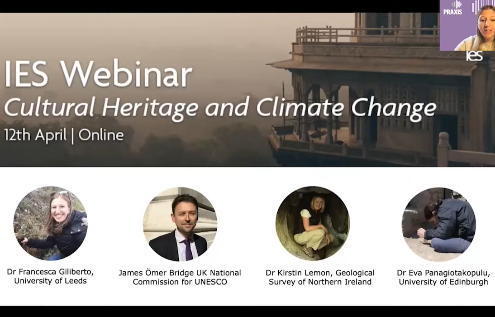 PRAXIS
ies
IES Webinar
Cultural Heritage and Climate Change
12th April | Online
Dr Francesca Giliberto,
University of Leeds
James Ömer Bridge UK National
Commission for UNESCO
Dr Kirstin Lemon, Geological
Survey of Northern Ireland
Dr Eva Panagiotakopulu,
University of Edinburgh